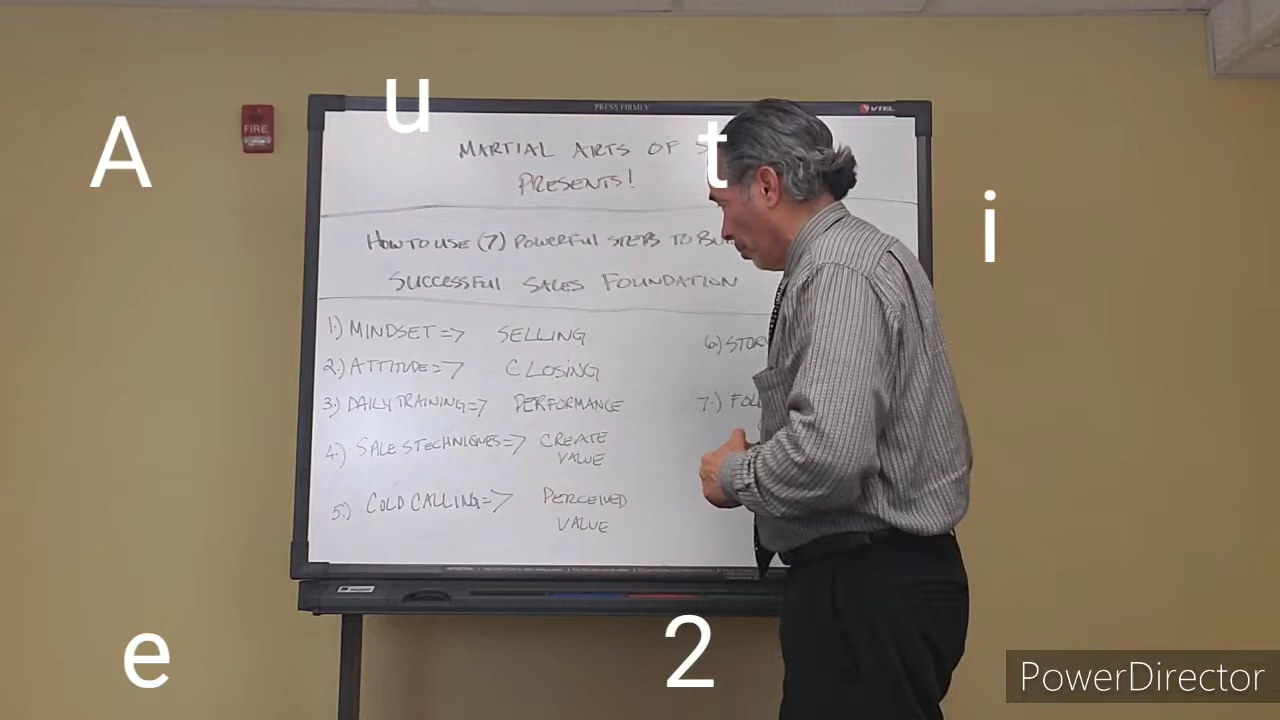 A
u
t
i
e
2
FIRE
PRESS FIRMLY
VTEL
MARTIAL ARTS OF
PRESENTS!
HOW TO USE (7) POWERFUL STEPS TO
SUCCESSFUL SALES FOUNDATION
1.) MINDSET => SELLING
2.) ATTITUDE => CLOSING
3.) DAILY TRAINING => PERFORMANCE
4.) SALES TECHNIQUES => CREATE
VALUE
5.) COLD CALLING => PERCEIVED
VALUE
6.)
7.)
PowerDirector